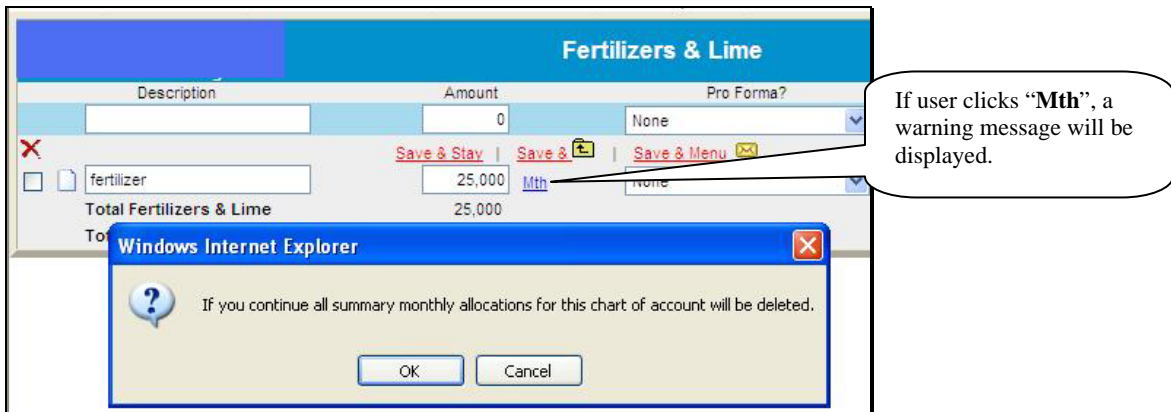 Fertilizers & Lime
Description Amount Pro Forma?
0 None
Save & Stay | Save & | Save & Menu
fertilizer 25,000 Mth None
Total Fertilizers & Lime 25,000
Windows Internet Explorer
If you continue all summary monthly allocations for this chart of account will be deleted.
OK Cancel
If user clicks “Mth”, a
warning message will be
displayed.